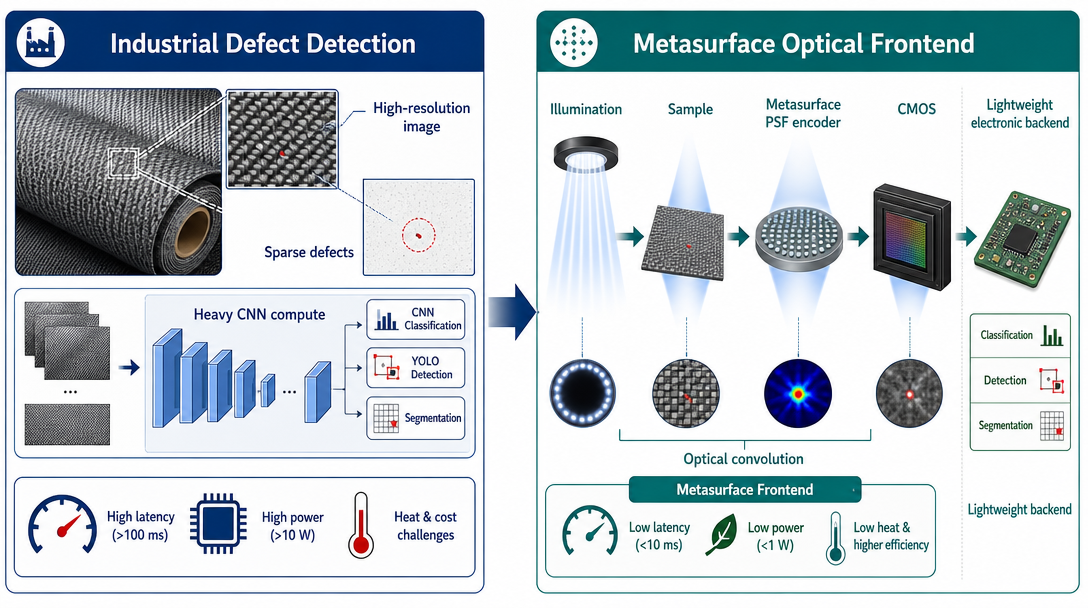 Industrial Defect Detection
High-resolution
image
Sparse defects
Heavy CNN compute
...
...
CNN
Classification
YOLO
Detection
Segmentation
High latency
(>100 ms)
High power
(>10 W)
Heat & cost
challenges
Metasurface Optical Frontend
Illumination
Sample
Metasurface
PSF encoder
CMOS
Lightweight
electronic backend
Classification
Detection
Segmentation
Optical convolution
Metasurface Frontend
Low latency
(<10 ms)
Low power
(<1 W)
Low heat &
higher efficiency
Lightweight backend